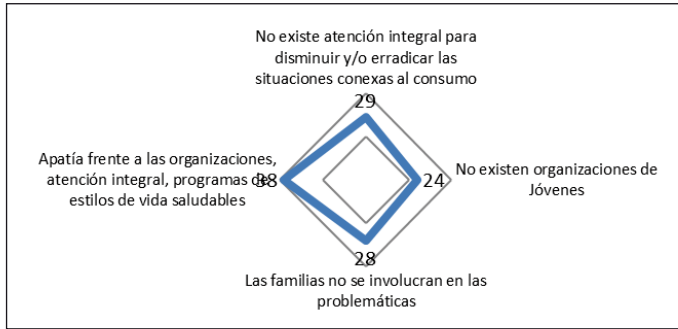 No existe atención integral para
disminuir y/o erradicar las
situaciones conexas al consumo
29
Apatía frente a las organizaciones,
atención integral, programas de
estilos de vida saludables
38
24
No existen organizaciones de
Jóvenes
28
Las familias no se involucran en las
problemáticas